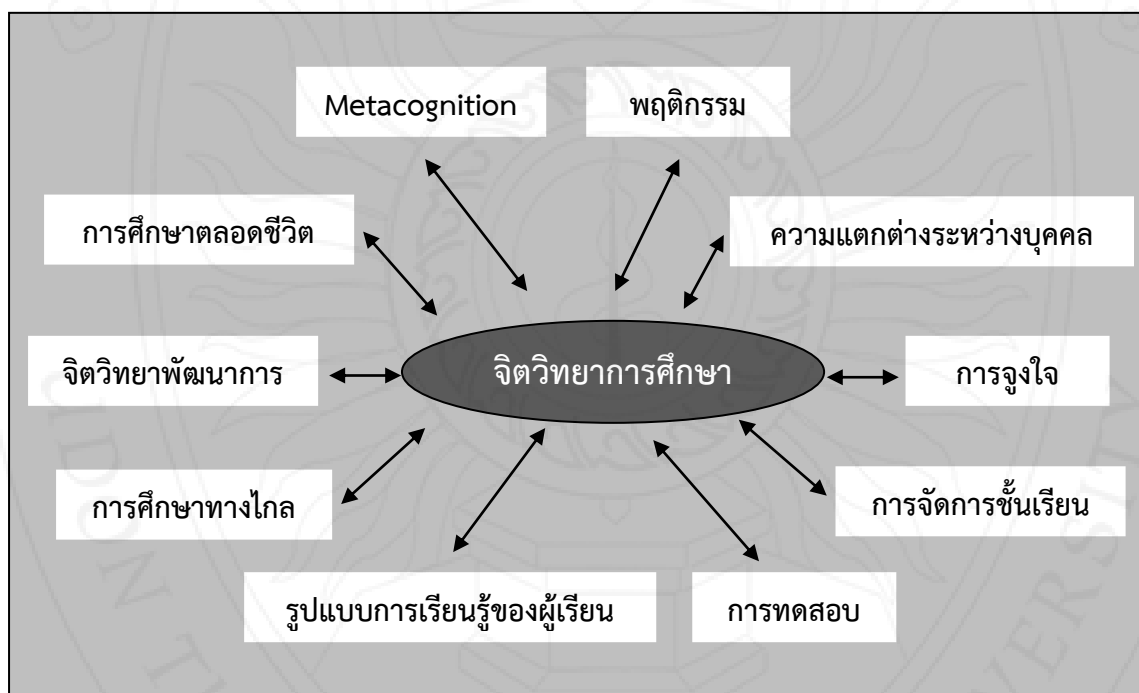 Metacognition
พฤติกรรม
การศึกษาตลอดชีวิต
ความแตกต่างระหว่างบุคคล
จิตวิทยาพัฒนาการ
จิตวิทยาการศึกษา
การจูงใจ
การศึกษาทางไกล
การจัดการชั้นเรียน
รูปแบบการเรียนรู้ของผู้เรียน
การทดสอบ